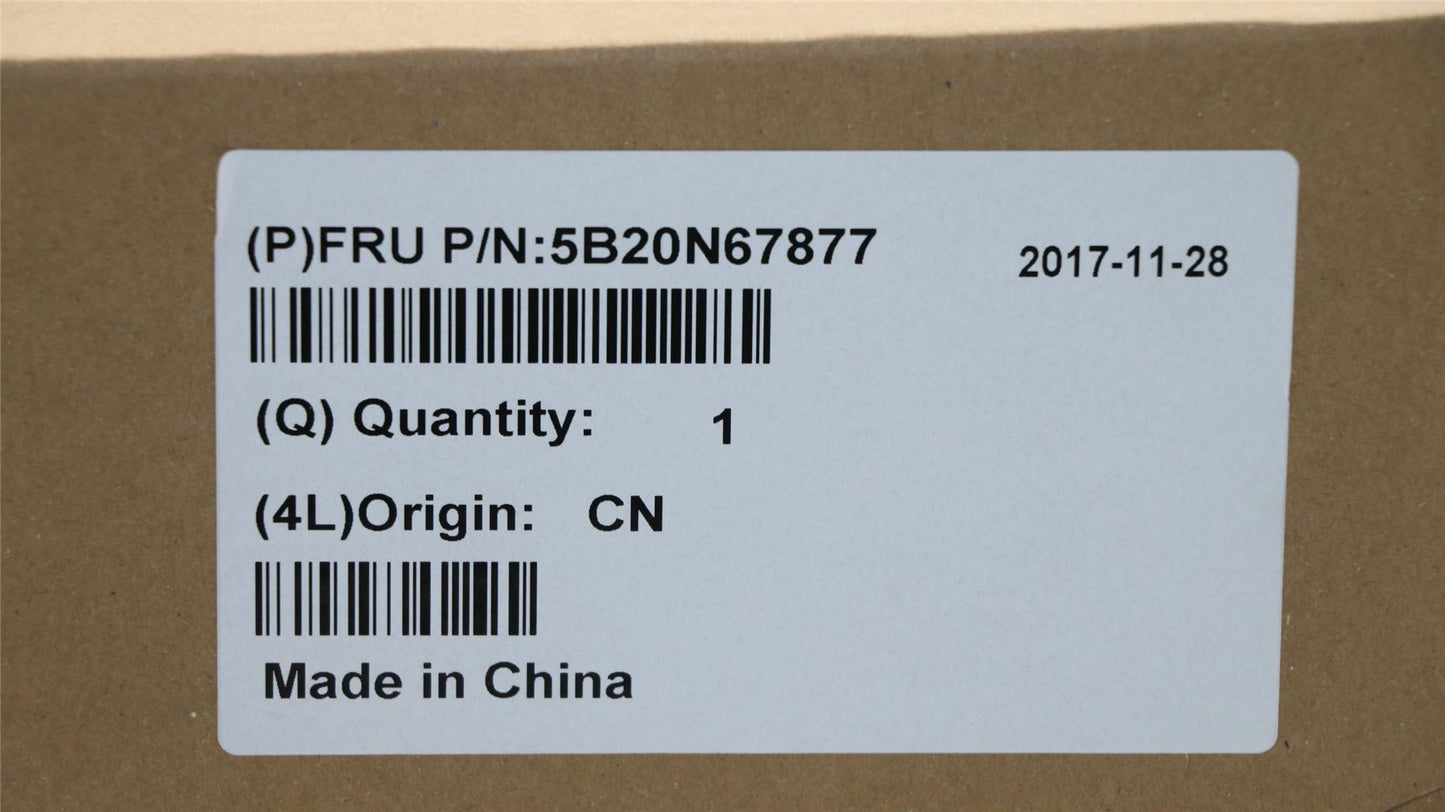 (P)FRU P/N:5B20N67877
2017-11-28
(Q) Quantity: 1
(4L)Origin: CN
Made in China